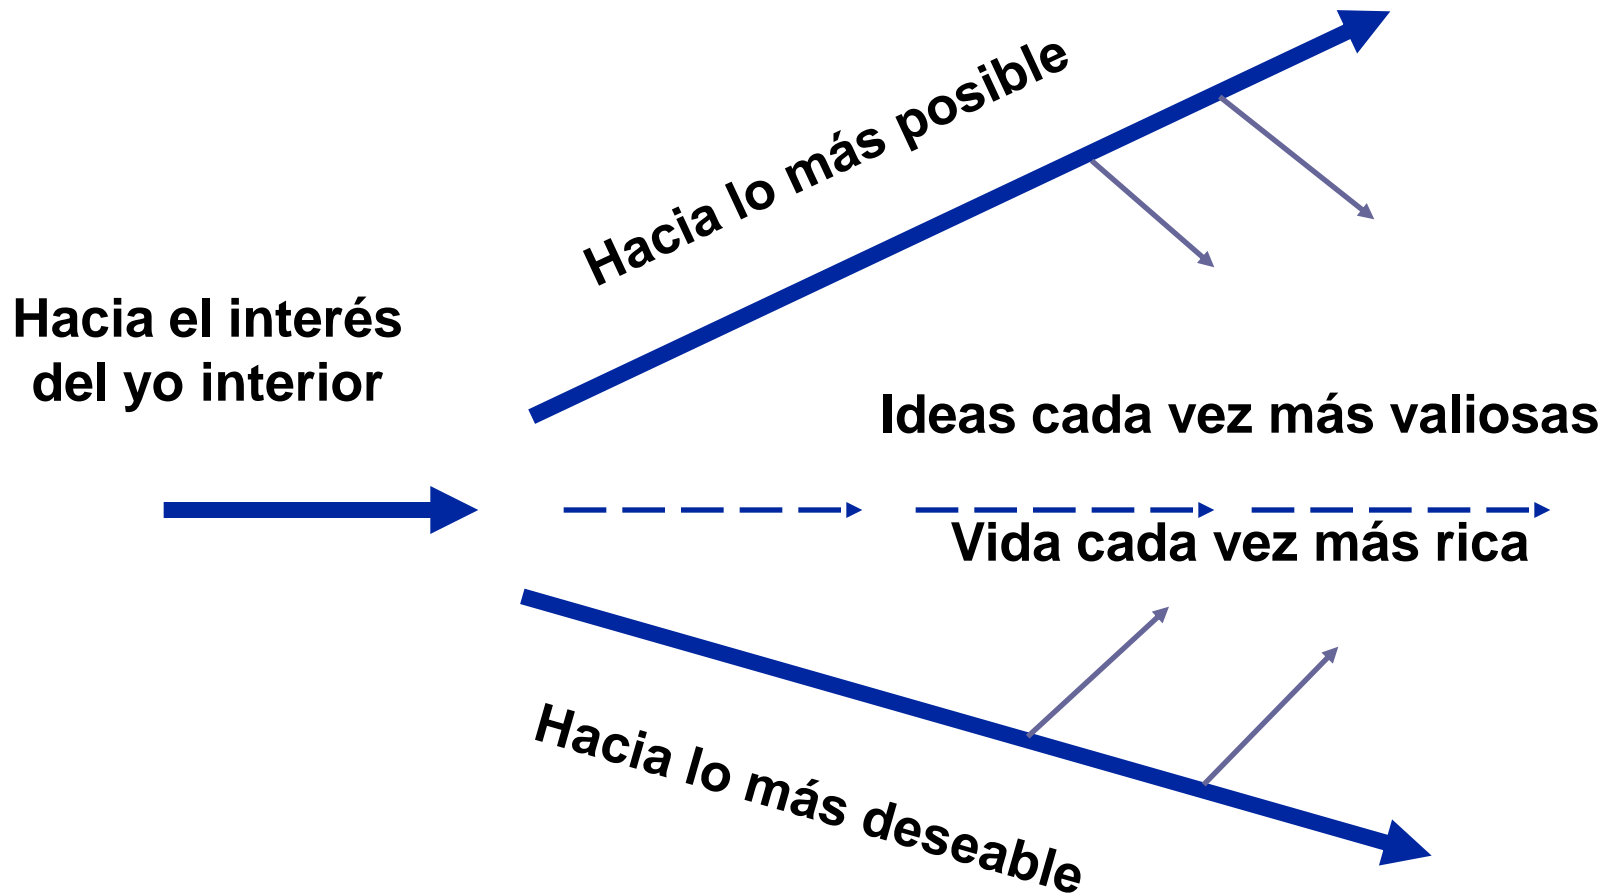 Hacia lo más posible
Hacia el interés
del yo interior
Ideas cada vez más valiosas
Vida cada vez más rica
Hacia lo más deseable